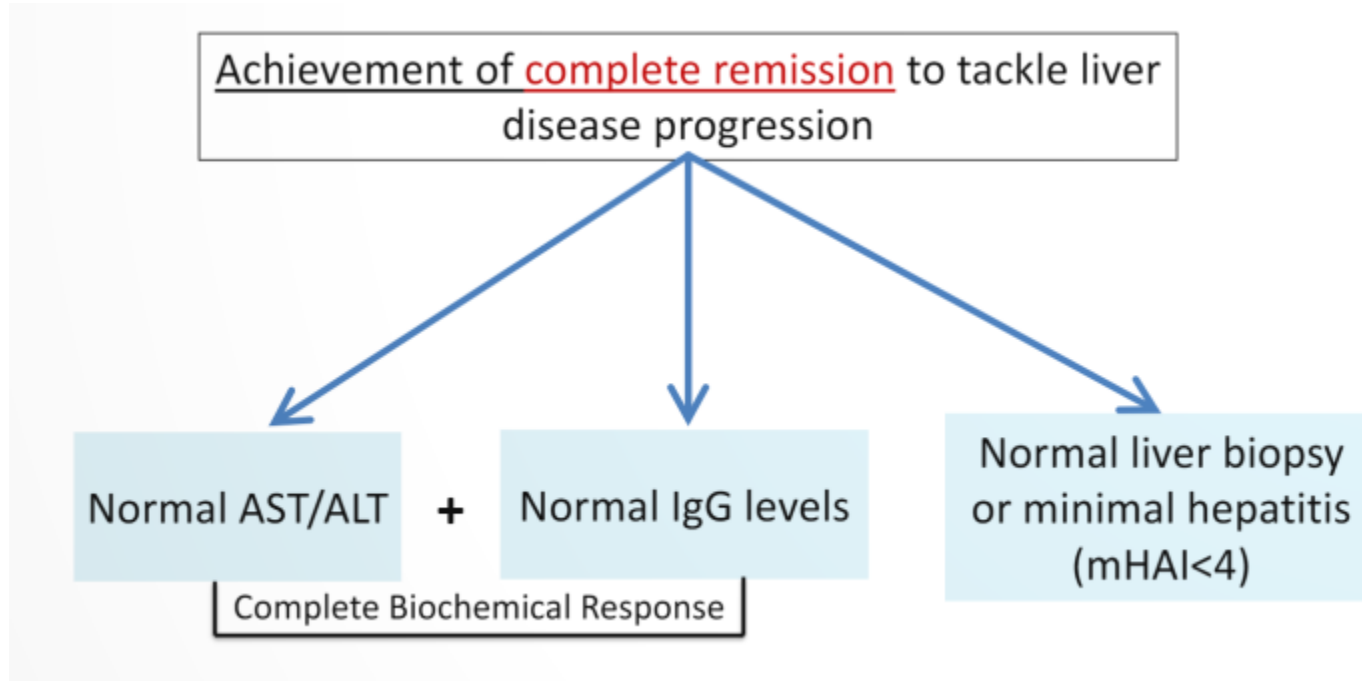 Achievement of complete remission to tackle liver
disease progression
Normal AST/ALT
+
Normal IgG levels
Normal liver biopsy
or minimal hepatitis
(mHAI<4)
Complete Biochemical Response